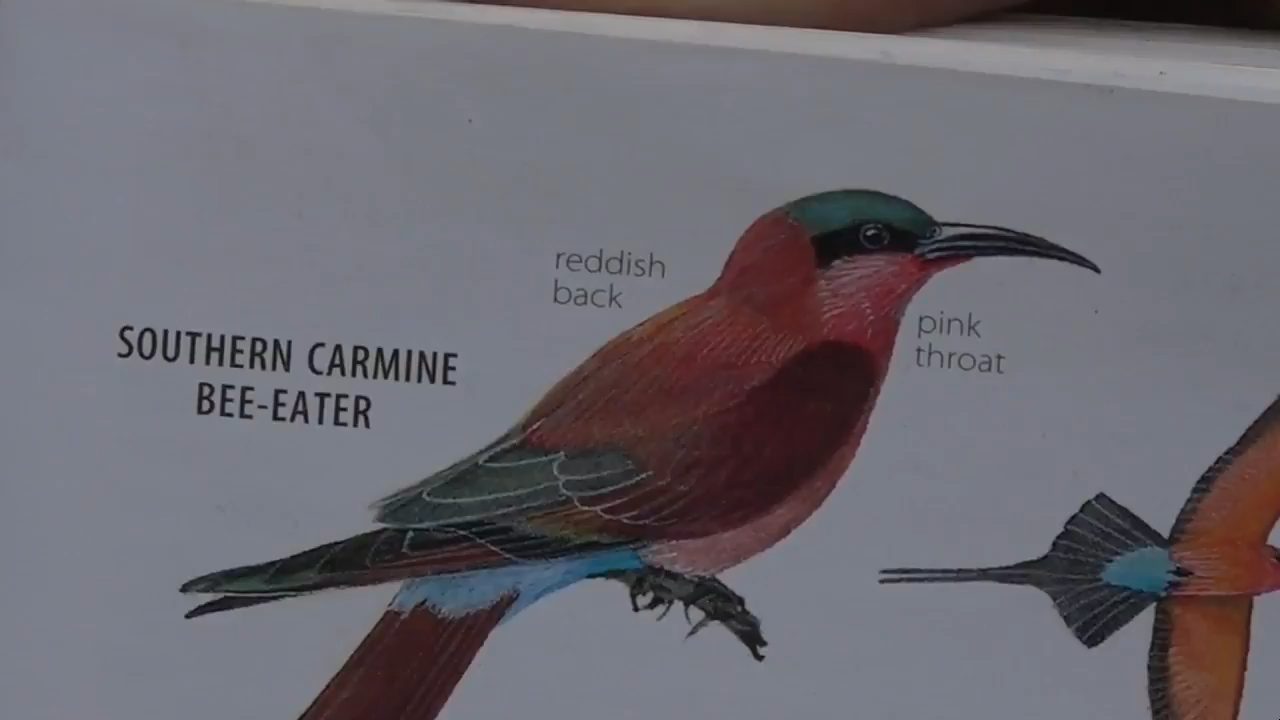 reddish
back
SOUTHERN CARMINE
BEE-EATER
pink
throat